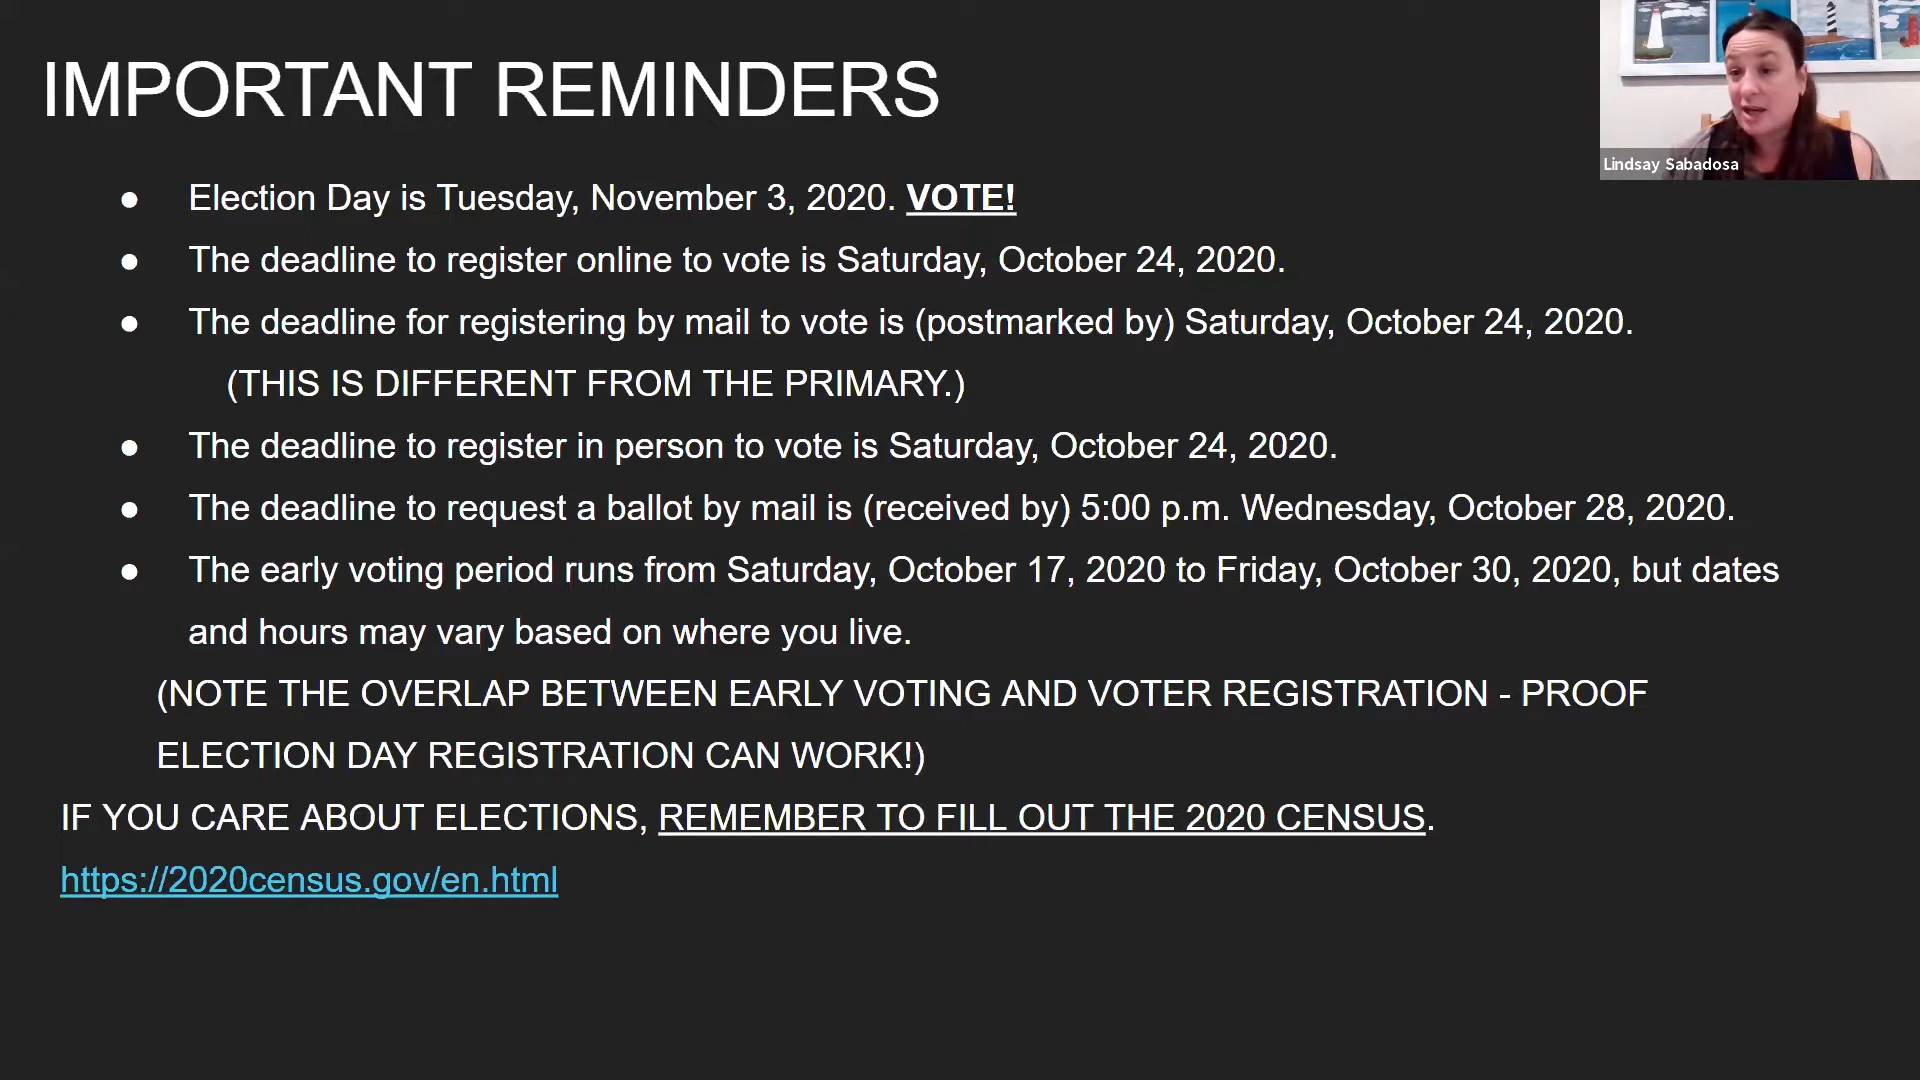 IMPORTANT REMINDERS
Lindsay Sabadosa
● Election Day is Tuesday, November 3, 2020. VOTE!
● The deadline to register online to vote is Saturday, October 24, 2020.
● The deadline for registering by mail to vote is (postmarked by) Saturday, October 24, 2020.
(THIS IS DIFFERENT FROM THE PRIMARY.)
● The deadline to register in person to vote is Saturday, October 24, 2020.
● The deadline to request a ballot by mail is (received by) 5:00 p.m. Wednesday, October 28, 2020.
● The early voting period runs from Saturday, October 17, 2020 to Friday, October 30, 2020, but dates
and hours may vary based on where you live.
(NOTE THE OVERLAP BETWEEN EARLY VOTING AND VOTER REGISTRATION - PROOF
ELECTION DAY REGISTRATION CAN WORK!)
IF YOU CARE ABOUT ELECTIONS, REMEMBER TO FILL OUT THE 2020 CENSUS.
https://2020census.gov/en.html